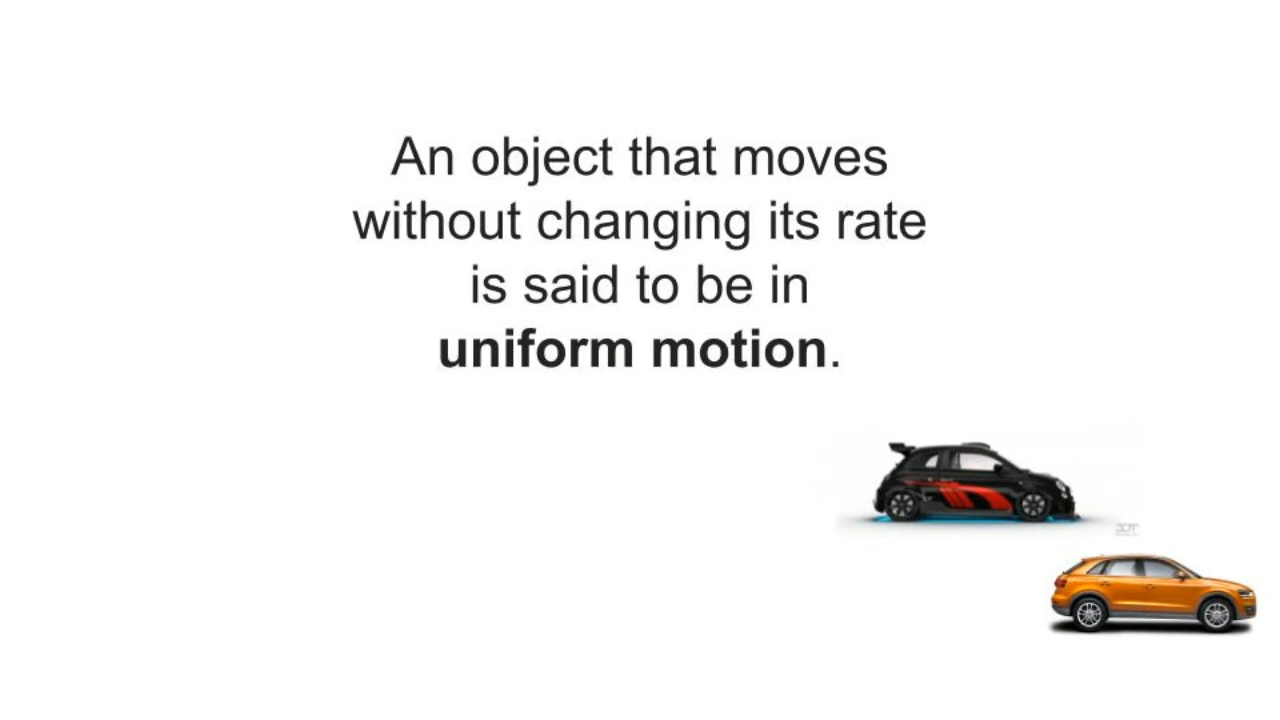 An object that moves
without changing its rate
is said to be in
uniform motion.